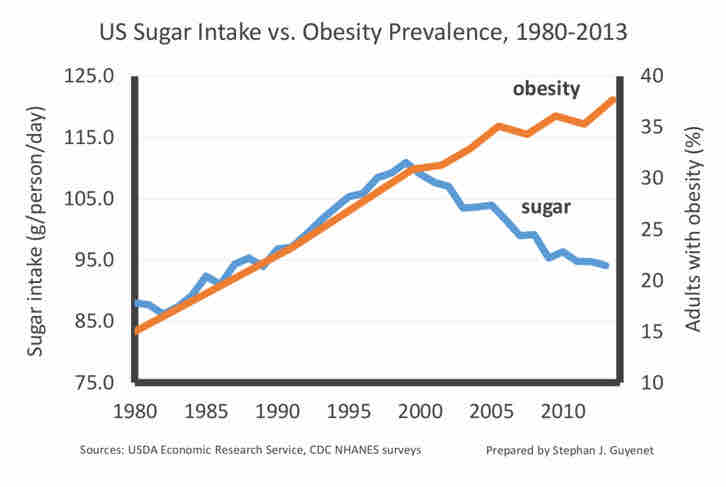 US Sugar Intake vs. Obesity Prevalence, 1980-2013
125.0
115.0
105.0
95.0
85.0
75.0
Sugar intake (g/person/day)
obesity
sugar
40
35
30
25
20
15
10
Adults with obesity (%)
1980 1985 1990 1995 2000 2005 2010
Sources: USDA Economic Research Service, CDC NHANES surveys
Prepared by Stephan J. Guyenet